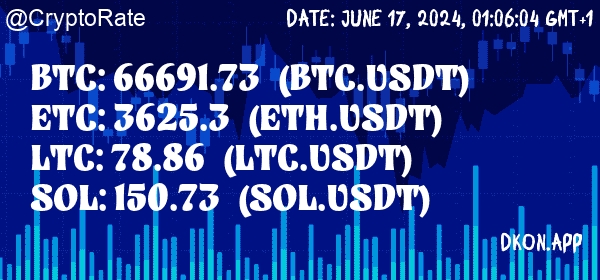 @CryptoRate
DATE: JUNE 17, 2024, 01:06:04 GMT+1
BTC: 66691.73 (BTC.USDT)
ETC: 3625.3 (ETH.USDT)
LTC: 78.86 (LTC.USDT)
SOL: 150.73 (SOL.USDT)
DKON.APP